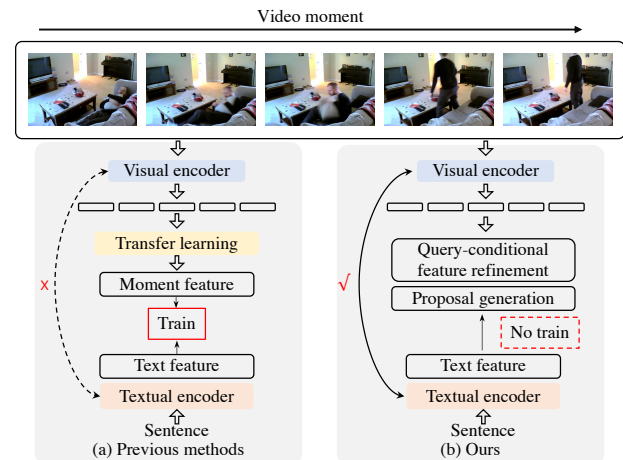 Video moment
Visual encoder
Transfer learning
Moment feature
x
Train
Text feature
Textual encoder
Sentence
(a) Previous methods
Visual encoder
Query-conditional
feature refinement
Proposal generation
√
No train
Text feature
Textual encoder
Sentence
(b) Ours